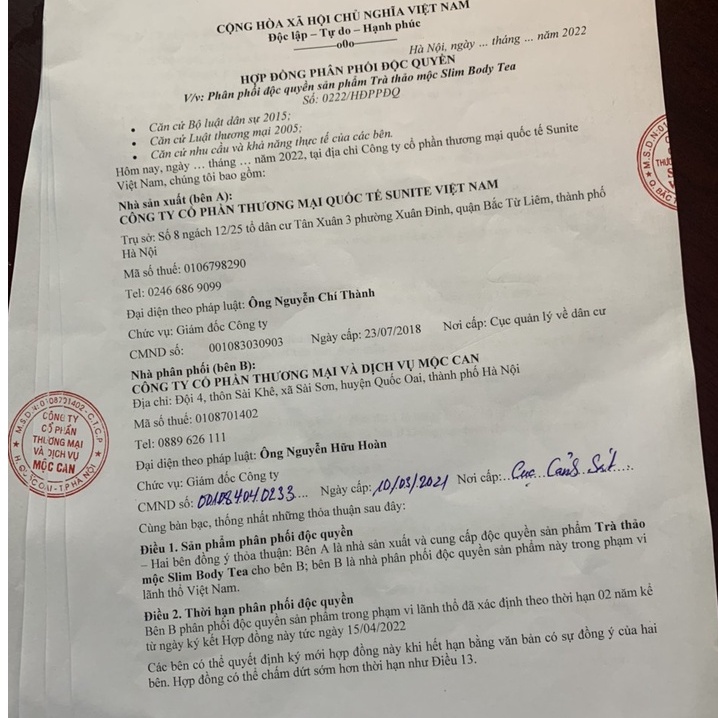 CỘNG HÒA XÃ HỘI CHỦ NGHĨA VIỆT NAM
Độc lập – Tự do – Hạnh phúc
-----------o0o-----------
Hà Nội, ngày ... tháng ... năm 2022
HỢP ĐỒNG PHÂN PHỐI ĐỘC QUYỀN
V/v: Phân phối độc quyền sản phẩm Trà thảo mộc Slim Body Tea
Số: 0222/HĐPPĐQ
• Căn cứ Bộ luật dân sự 2015;
• Căn cứ Luật thương mại 2005;
• Căn cứ nhu cầu và khả năng thực tế của các bên.
Hôm nay, ngày ... tháng ... năm 2022, tại địa chỉ Công ty cổ phần thương mại quốc tế Sunite
Việt Nam, chúng tôi bao gồm:
Nhà sản xuất (bên A):
CÔNG TY CỔ PHẦN THƯƠNG MẠI QUỐC TẾ SUNITE VIỆT NAM
Trụ sở: Số 8 ngách 12/25 tổ dân cư Tân Xuân 3 phường Xuân Đỉnh, quận Bắc Từ Liêm, thành phố
Hà Nội
Mã số thuế: 0106798290
Tel: 0246 686 9099
Đại diện theo pháp luật: Ông Nguyễn Chí Thành
Chức vụ: Giám đốc Công ty
CMND số: 001083030903 Ngày cấp: 23/07/2018 Nơi cấp: Cục quản lý về dân cư
Nhà phân phối (bên B):
CÔNG TY CỔ PHẦN THƯƠNG MẠI VÀ DỊCH VỤ MỘC CAN
Địa chỉ: Đội 4, thôn Sài Khê, xã Sài Sơn, huyện Quốc Oai, thành phố Hà Nội
Mã số thuế: 0108701402
Tel: 0889 626 111
Đại diện theo pháp luật: Ông Nguyễn Hữu Hoàn
Chức vụ: Giám đốc Công ty
CMND số: Ngày cấp: 10/03/2021 Nơi cấp:...Cục...Cảnh Sát.....
Cùng bàn bạc, thống nhất những thỏa thuận sau đây:
Điều 1. Sản phẩm phân phối độc quyền
– Hai bên đồng ý thỏa thuận: Bên A là nhà sản xuất và cung cấp độc quyền sản phẩm Trà thảo
mộc Slim Body Tea cho bên B; bên B là nhà phân phối độc quyền sản phẩm này trong phạm vi
lãnh thổ Việt Nam.
Điều 2. Thời hạn phân phối độc quyền
Bên B phân phối độc quyền sản phẩm trong phạm vi lãnh thổ đã xác định theo thời hạn 02 năm kể
từ ngày ký kết Hợp đồng này tức ngày 15/04/2022
Các bên có thể quyết định ký mới hợp đồng này khi hết hạn bằng văn bản có sự đồng ý của hai
bên. Hợp đồng có thể chấm dứt sớm hơn thời hạn như Điều 13.
M.S.D.N:0108701402-C.T.C.P
CÔNG TY
CỔ PHẦN
THƯƠNG MẠI
VÀ DỊCH VỤ
MỘC CAN
H.QUỐC OAI-T.P HÀ NỘI
M.S.D.N:0